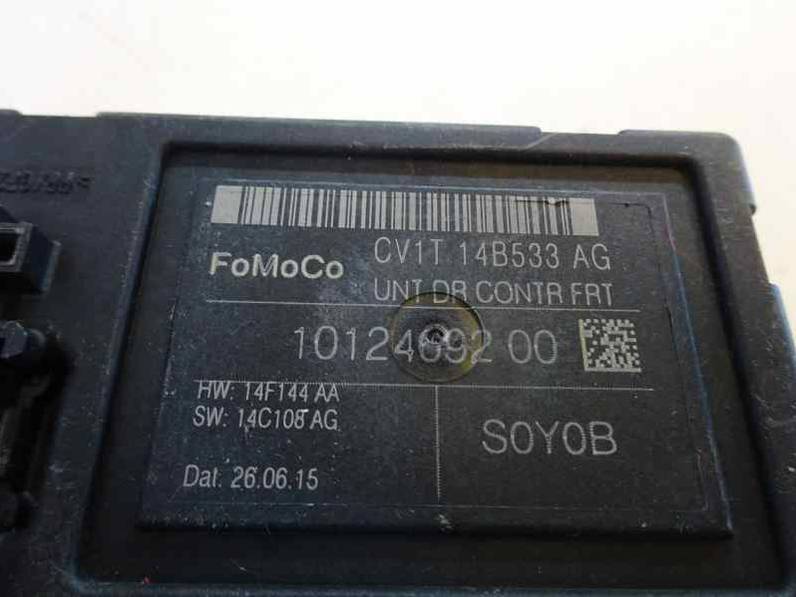 FoMoCo CV1T 14B533 AG
UNT DR CONTR FRT
10124692 00
HW: 14F144 AA
SW: 14C108 AG
S0Y0B
Dat: 26.06.15